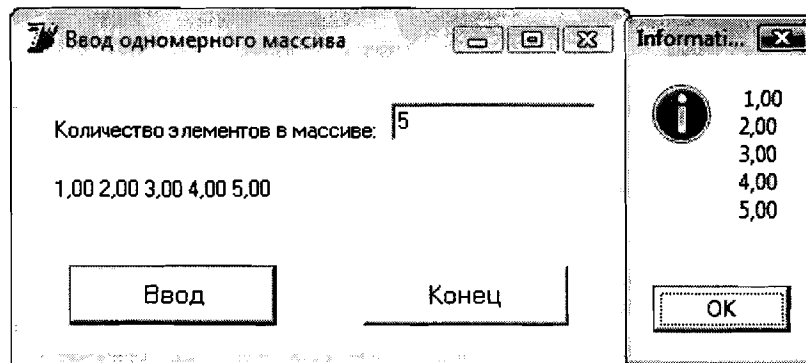 Ввод одномерного массива
Количество элементов в массиве: 5
1,00 2,00 3,00 4,00 5,00
Ввод
Конец
Informati...
1,00
2,00
3,00
4,00
5,00
OK